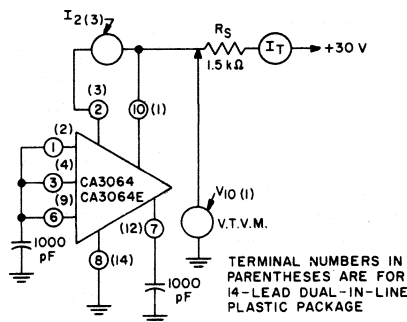 I2(3)
RS
1.5 kΩ
IT
+30 V
(3)
2
10 (1)
(2)
1
(4)
3
CA3064
CA3064E
(9)
6
V10 (1)
V.T.V.M.
(12) 7
1000
pF
8 (14)
1000
pF
TERMINAL NUMBERS IN
PARENTHESES ARE FOR
14-LEAD DUAL-IN-LINE
PLASTIC PACKAGE